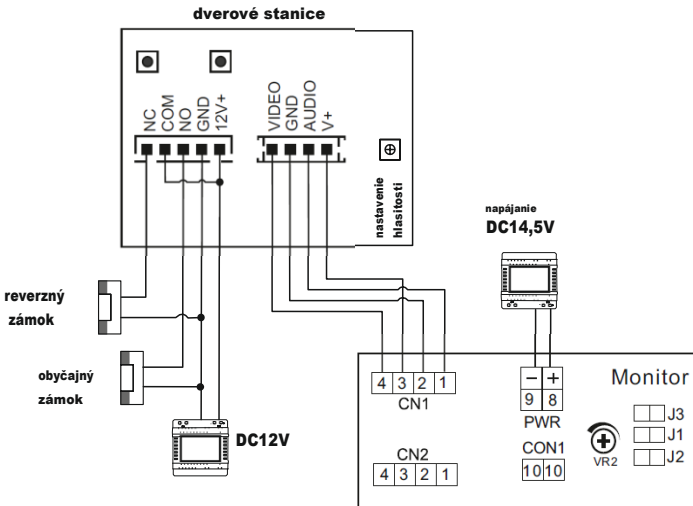 dverové stanice
NC
COM
NO
GND
12V+
VIDEO
GND
AUDIO
V+
nastavenie
hlasitosti
napájanie
DC14,5V
reverzný
zámok
obyčajný
zámok
DC12V
4 3 2 1
CN1
CN2
4 3 2 1
− +
9 8
PWR
CON1
10 10
VR2
Monitor
J3
J1
J2